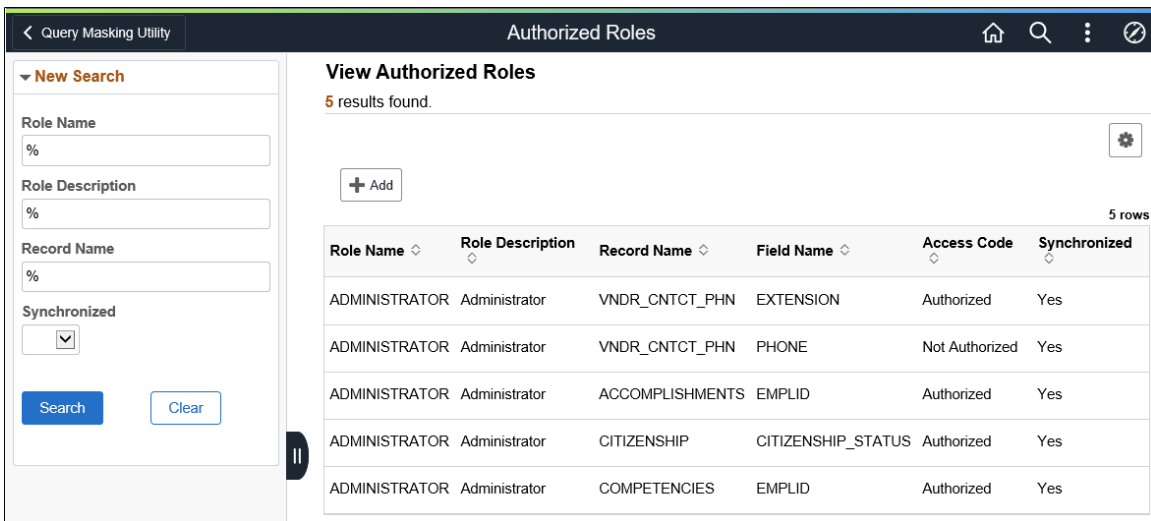 Query Masking Utility
Authorized Roles
New Search
Role Name
%
Role Description
%
Record Name
%
Synchronized
Search Clear
View Authorized Roles
5 results found.
Add
5 rows
Role Name Role Description Record Name Field Name Access Code Synchronized
ADMINISTRATOR Administrator VNDR_CNTCT_PHN EXTENSION Authorized Yes
ADMINISTRATOR Administrator VNDR_CNTCT_PHN PHONE Not Authorized Yes
ADMINISTRATOR Administrator ACCOMPLISHMENTS EMPLID Authorized Yes
ADMINISTRATOR Administrator CITIZENSHIP CITIZENSHIP_STATUS Authorized Yes
ADMINISTRATOR Administrator COMPETENCIES EMPLID Authorized Yes